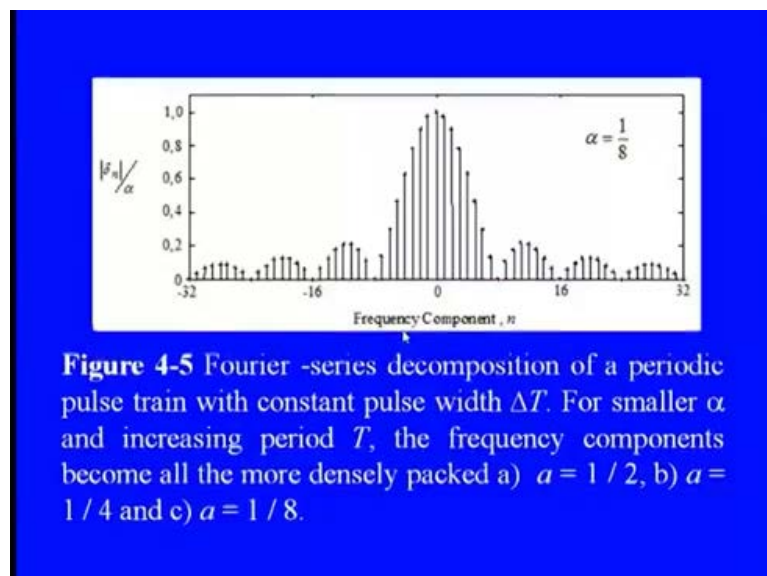 1,0
α = 1/8
0,8
|δn|/α
0,6
0,4
0,2
0
-32 -16 0 16 32
Frequency Component , n
Figure 4-5 Fourier -series decomposition of a periodic
pulse train with constant pulse width ΔT. For smaller α
and increasing period T, the frequency components
become all the more densely packed a) a = 1 / 2, b) a =
1 / 4 and c) a = 1 / 8.